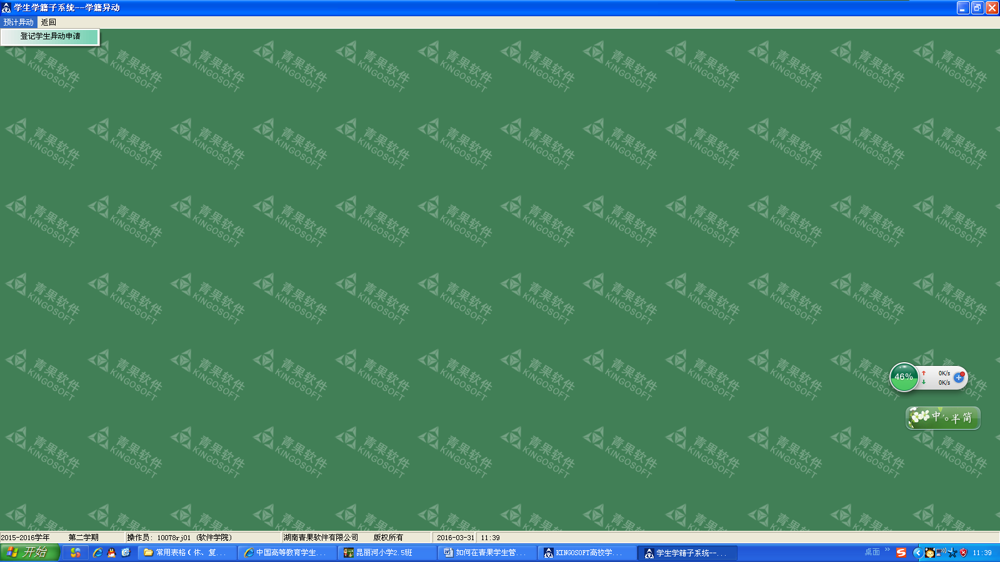 学生学籍子系统--学籍异动
预计异动 返回
登记学生异动申请
青果软件
KINGOSOFT
46%
0K/s
0K/s
中 半 简
2015-2016学年 第二学期 操作员: 10078rj01 (软件学院) 湖南青果软件有限公司 版权所有 2016-03-31 11:39
开始 常用表格(休、复... 中国高等教育学生... 昆丽河小学2.5班 如何在青果学生管... KINGOSOFT高校学... 学生学籍子系统--... 桌面 11:39